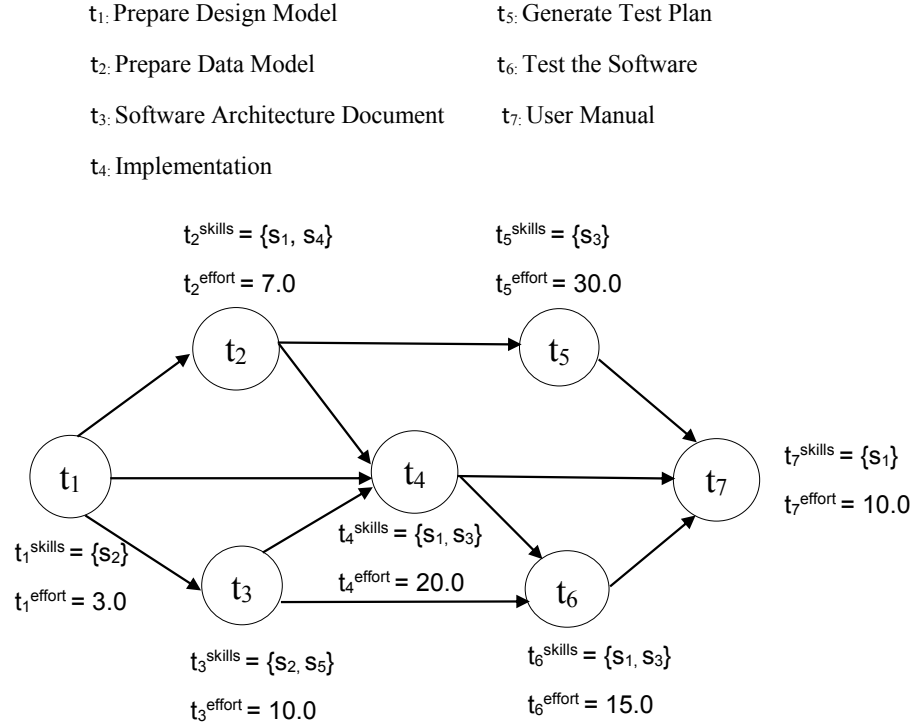 t₁: Prepare Design Model
t₅: Generate Test Plan
t₂: Prepare Data Model
t₆: Test the Software
t₃: Software Architecture Document
t₇: User Manual
t₄: Implementation
t₂ˢᵏⁱˡˡˢ = {s₁, s₄}
t₅ˢᵏⁱˡˡˢ = {s₃}
t₂ᵉᶠᶠᵒʳᵗ = 7.0
t₅ᵉᶠᶠᵒʳᵗ = 30.0
t₂
t₅
t₁
t₄
t₇
t₇ˢᵏⁱˡˡˢ = {s₁}
t₇ᵉᶠᶠᵒʳᵗ = 10.0
t₁ˢᵏⁱˡˡˢ = {s₂}
t₁ᵉᶠᶠᵒʳᵗ = 3.0
t₄ˢᵏⁱˡˡˢ = {s₁, s₃}
t₄ᵉᶠᶠᵒʳᵗ = 20.0
t₃
t₆
t₃ˢᵏⁱˡˡˢ = {s₂, s₅}
t₃ᵉᶠᶠᵒʳᵗ = 10.0
t₆ˢᵏⁱˡˡˢ = {s₁, s₃}
t₆ᵉᶠᶠᵒʳᵗ = 15.0